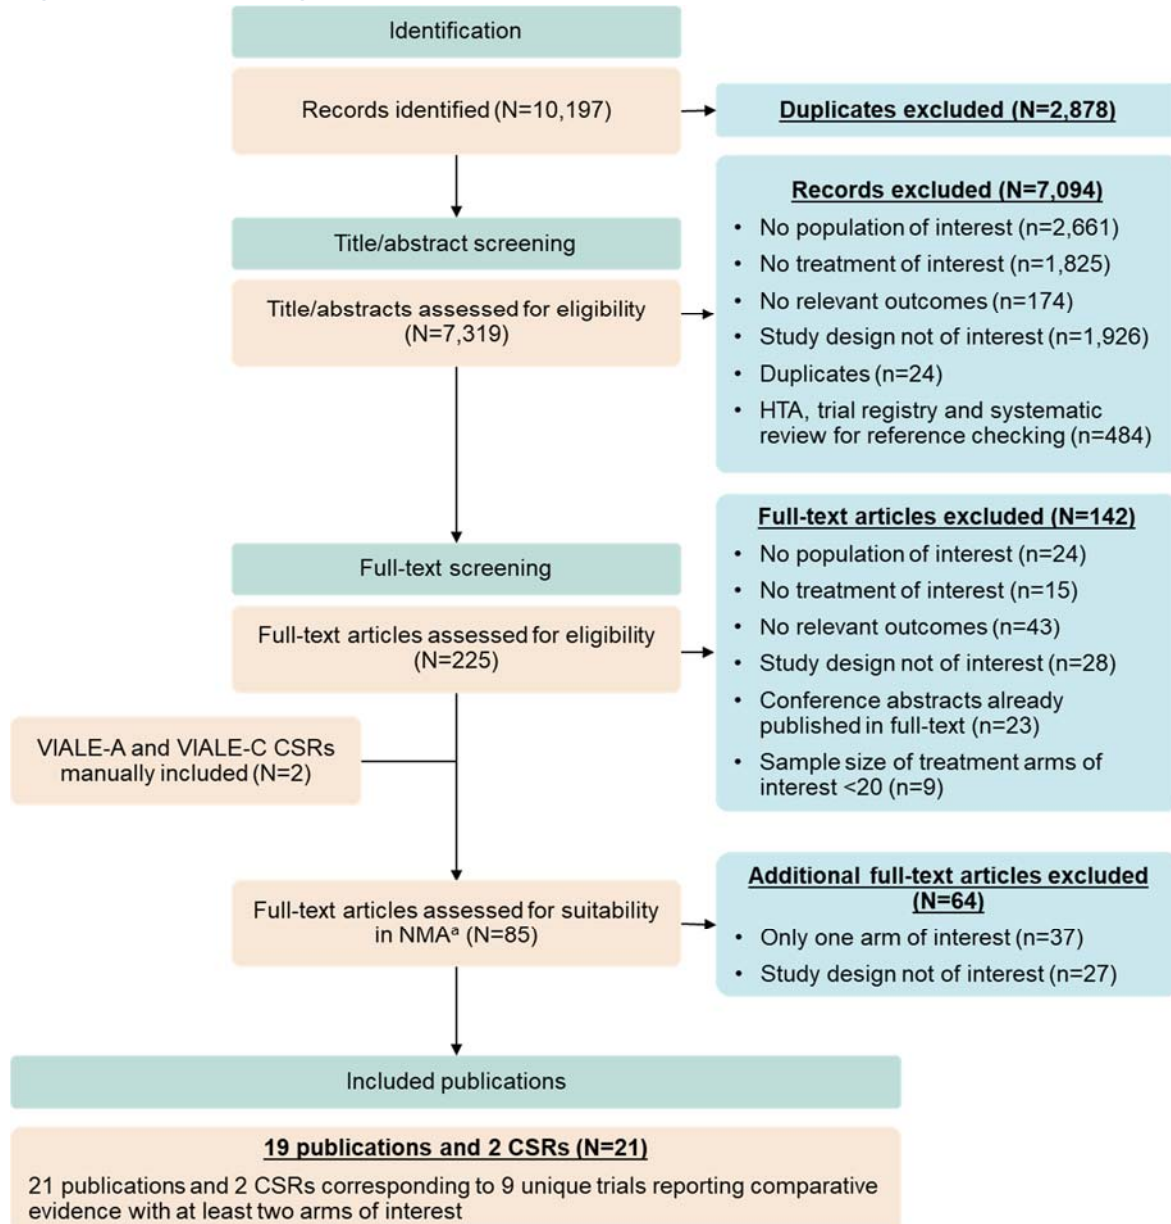 Identification
Records identified (N=10,197)
Duplicates excluded (N=2,878)
Records excluded (N=7,094)
• No population of interest (n=2,661)
• No treatment of interest (n=1,825)
• No relevant outcomes (n=174)
• Study design not of interest (n=1,926)
• Duplicates (n=24)
• HTA, trial registry and systematic
review for reference checking (n=484)
Title/abstract screening
Title/abstracts assessed for eligibility
(N=7,319)
Full-text screening
Full-text articles assessed for eligibility
(N=225)
Full-text articles excluded (N=142)
• No population of interest (n=24)
• No treatment of interest (n=15)
• No relevant outcomes (n=43)
• Study design not of interest (n=28)
• Conference abstracts already
published in full-text (n=23)
• Sample size of treatment arms of
interest <20 (n=9)
VIALE-A and VIALE-C CSRs
manually included (N=2)
Full-text articles assessed for suitability
in NMAᵃ (N=85)
Additional full-text articles excluded
(N=64)
• Only one arm of interest (n=37)
• Study design not of interest (n=27)
Included publications
19 publications and 2 CSRs (N=21)
21 publications and 2 CSRs corresponding to 9 unique trials reporting comparative
evidence with at least two arms of interest